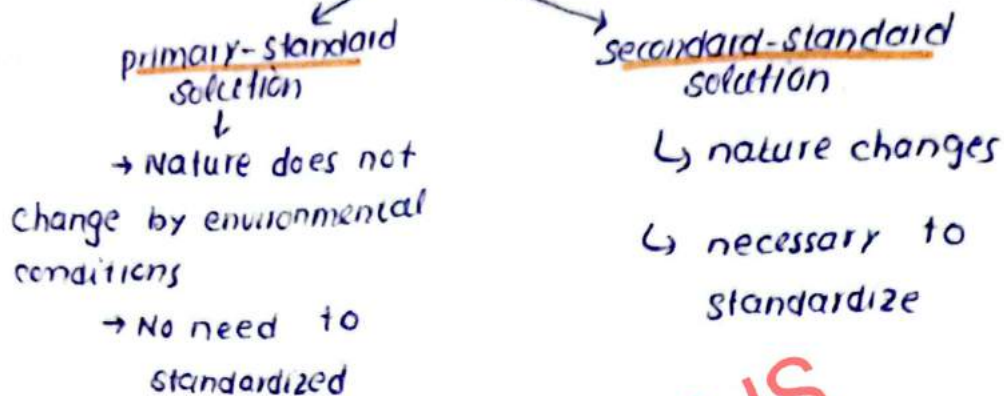 primary-standard
solution
→ Nature does not
change by environmental
conditions
→ No need to
standardized
secondard-standard
solution
↳ nature changes
↳ necessary to
standardize